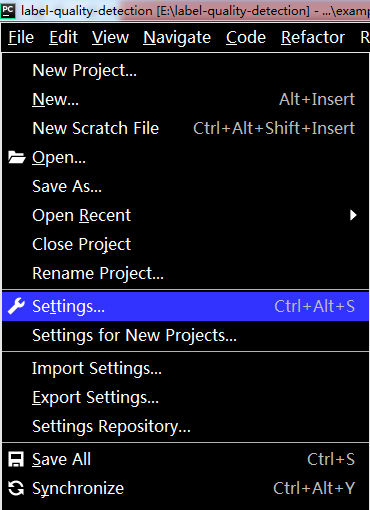 PC label-quality-detection [E:\label-quality-detection] - ...\examp
File Edit View Navigate Code Refactor R
New Project...
New... Alt+Insert
New Scratch File Ctrl+Alt+Shift+Insert
Open...
Save As...
Open Recent
Close Project
Rename Project...
Settings... Ctrl+Alt+S
Settings for New Projects...
Import Settings...
Export Settings...
Settings Repository...
Save All Ctrl+S
Synchronize Ctrl+Alt+Y